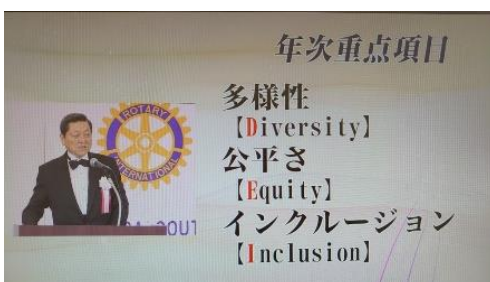 年次重点項目
多様性
【Diversity】
公平さ
【Equity】
インクルージョン
【Inclusion】
ROTARY
INTERNATIONAL